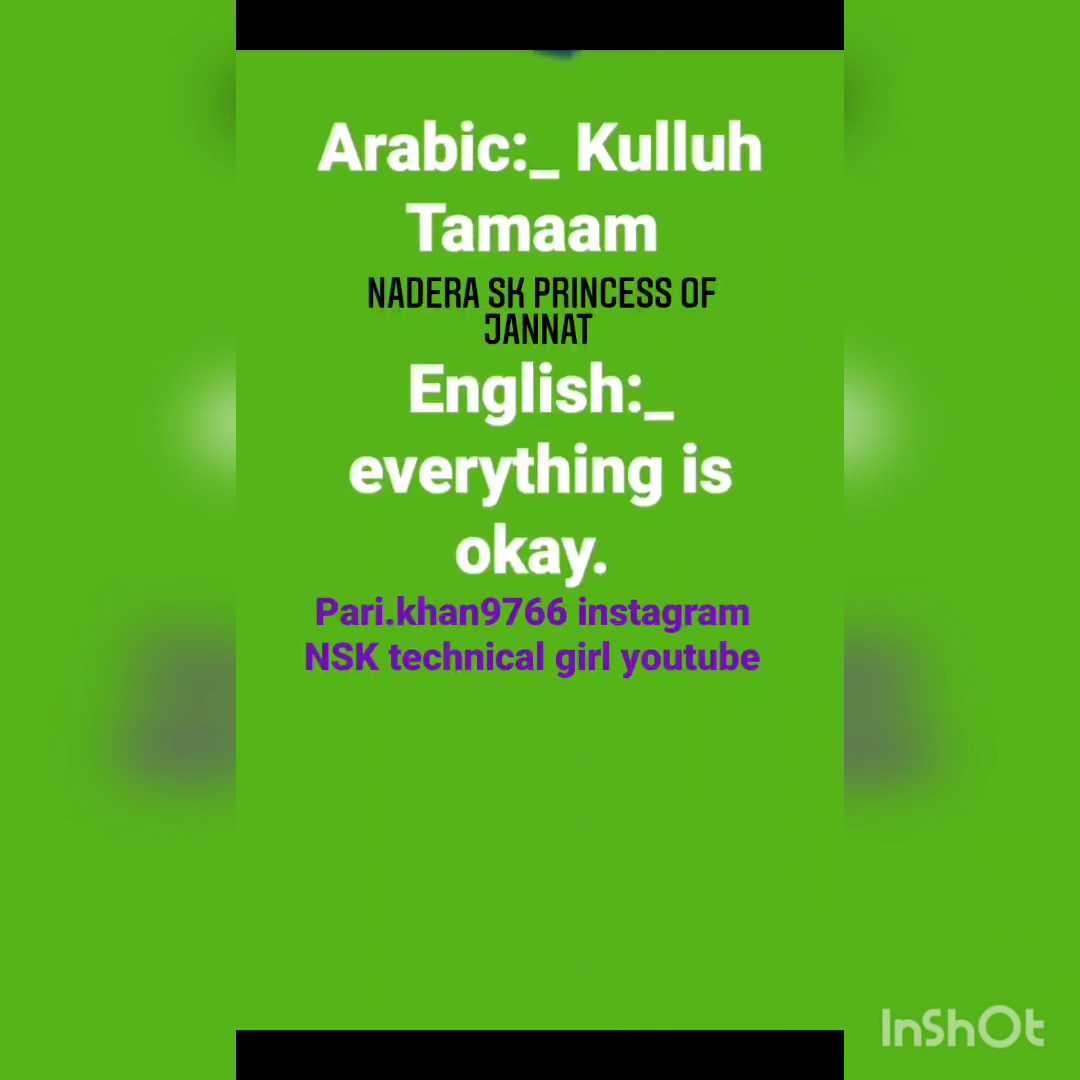 Arabic:_ Kulluh
Tamaam
NADERA SK PRINCESS OF
JANNAT
English:_
everything is
okay.
Pari.khan9766 instagram
NSK technical girl youtube
InShOt